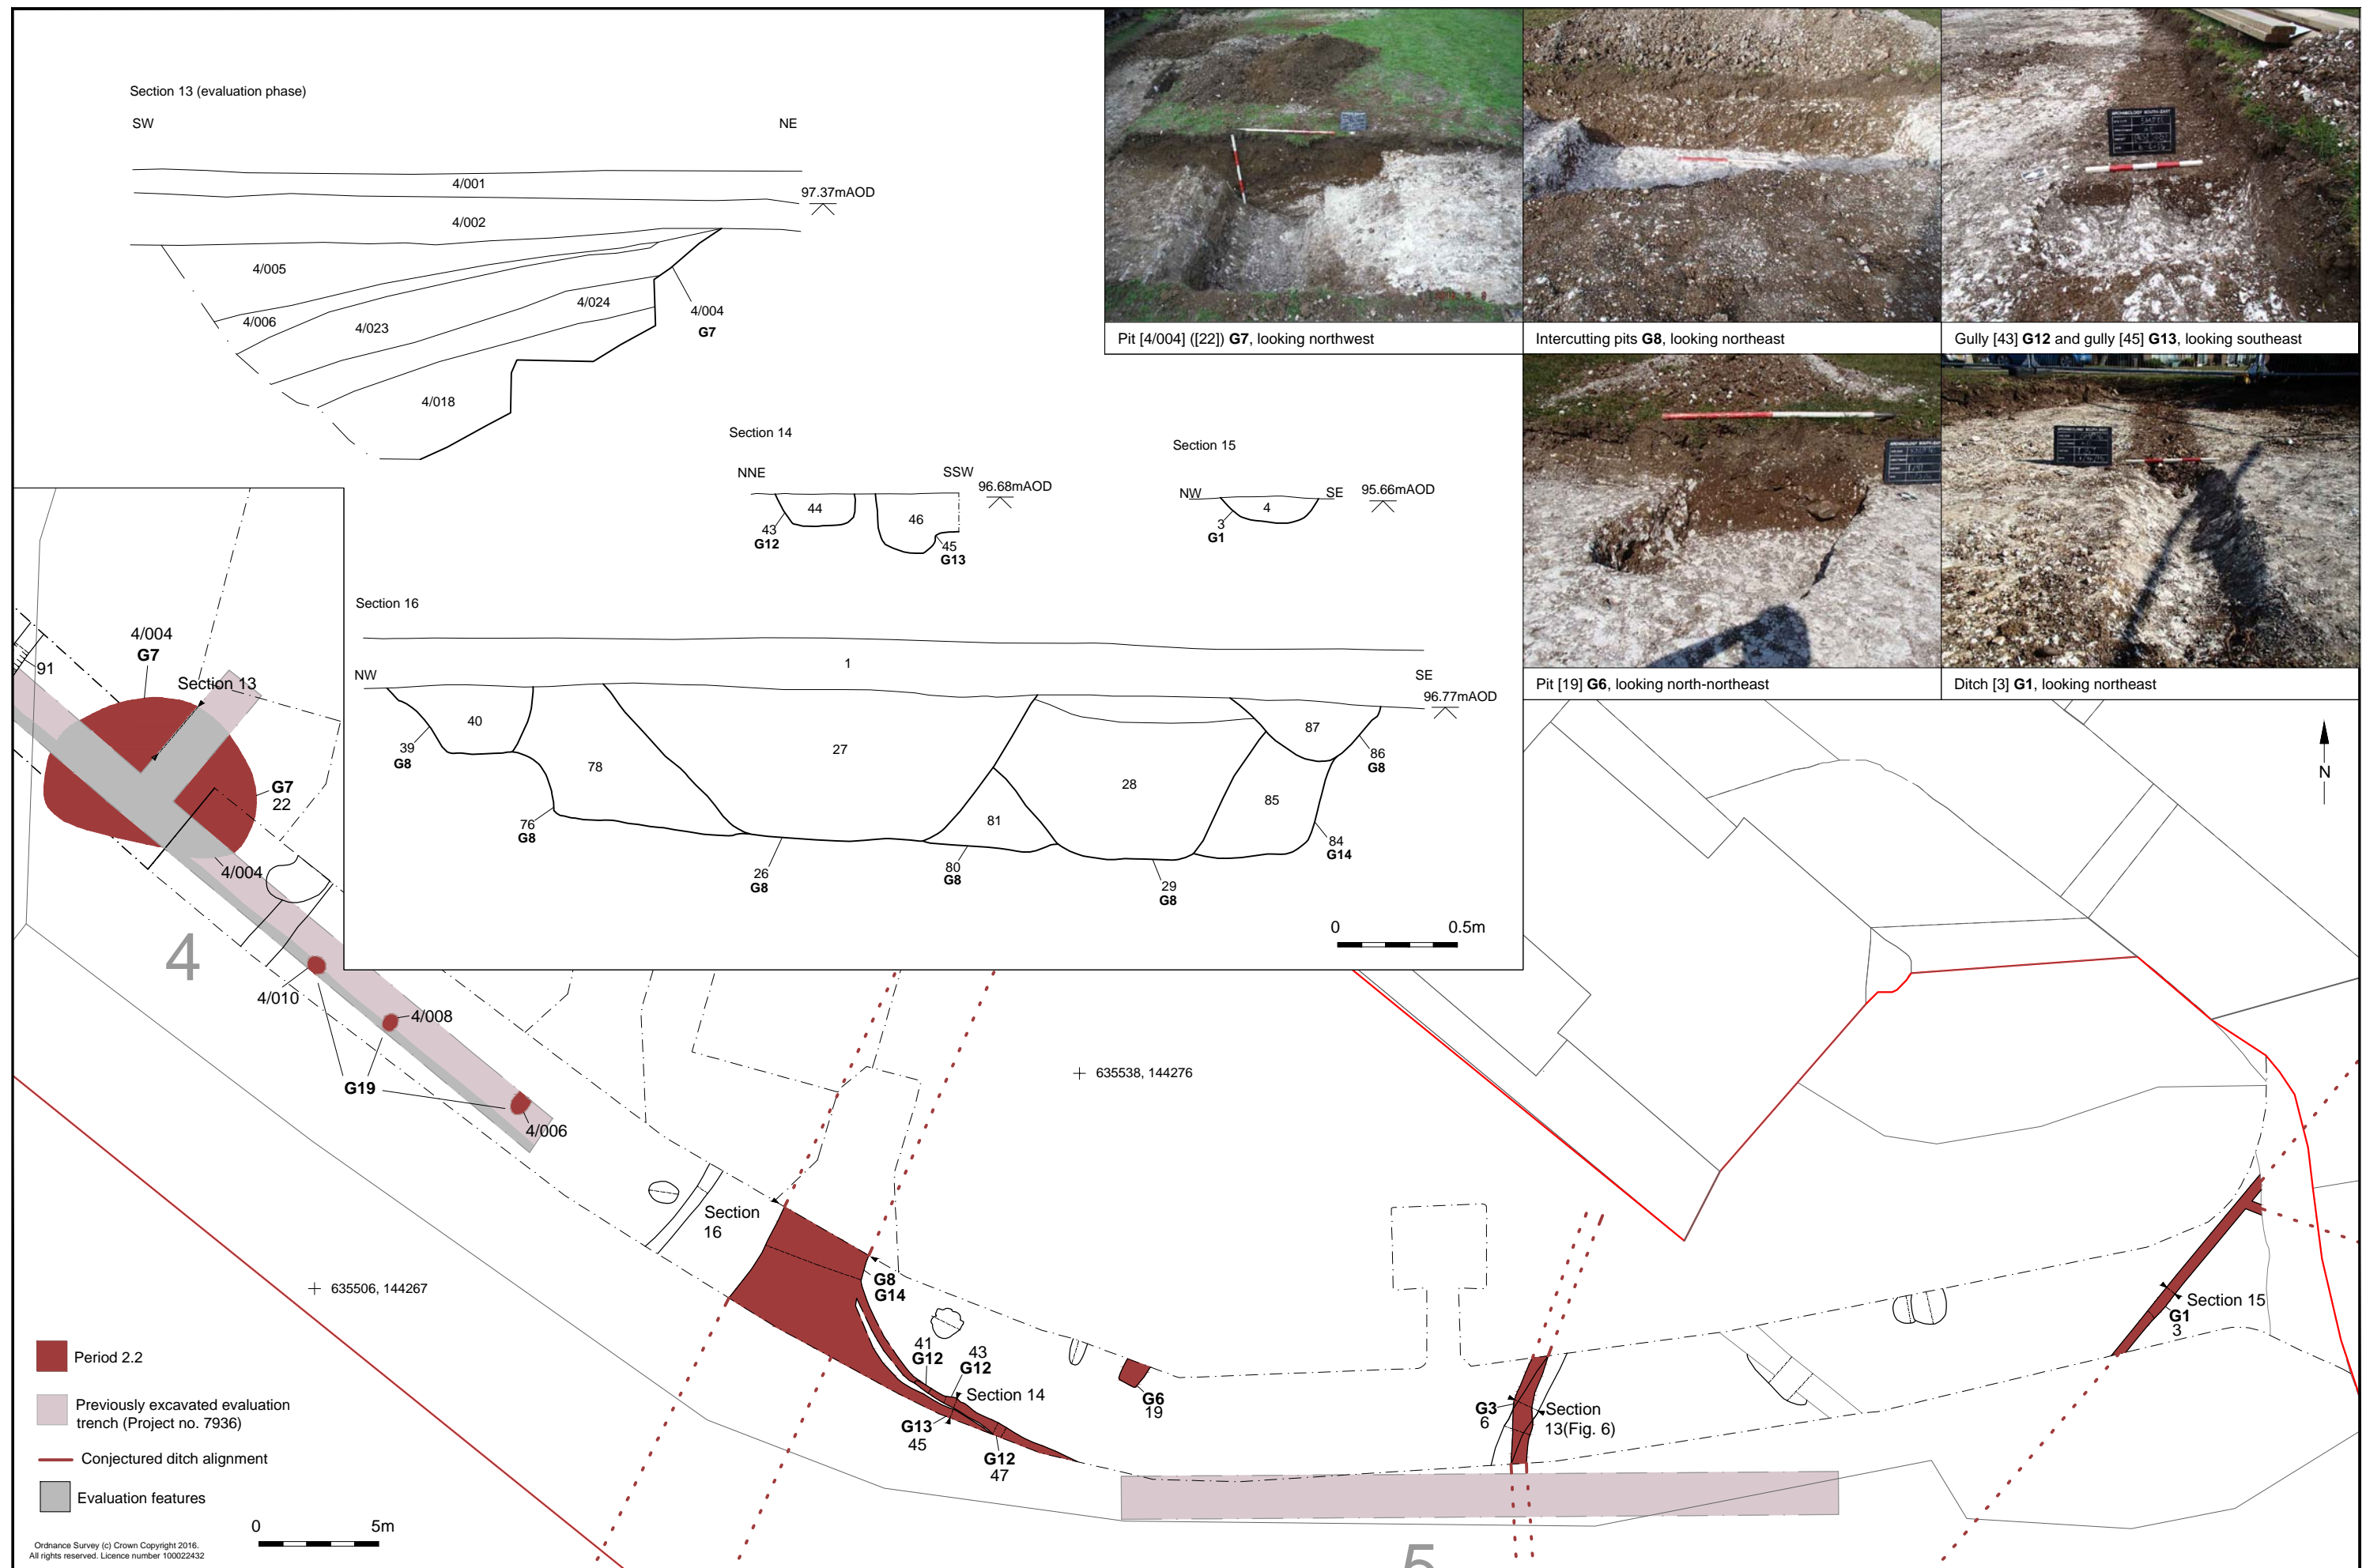 Section 13 (evaluation phase)
SW
NE
4/001
97.37mAOD
4/002
4/005
4/024
4/006
4/023
4/004
G7
4/018
Pit [4/004] ([22]) G7, looking northwest
Intercutting pits G8, looking northeast
Gully [43] G12 and gully [45] G13, looking southeast
Pit [19] G6, looking north-northeast
Ditch [3] G1, looking northeast
Section 14
NNE
SSW
96.68mAOD
44
46
43
G12
45
G13
Section 15
NW
SE
95.66mAOD
4
3
G1
Section 16
1
NW
SE
96.77mAOD
40
87
39
G8
27
86
G8
78
28
85
81
76
G8
84
G14
26
G8
80
G8
29
G8
0
0.5m
N
4/004
G7
91
Section 13
G7
22
4/004
4
4/010
4/008
G19
4/006
635538, 144276
Section
16
635506, 144267
G8
G14
41
G12
43
G12
Section 14
G13
45
G12
47
G6
19
G3
6
Section
13(Fig. 6)
Section 15
G1
3
5
Period 2.2
Previously excavated evaluation
trench (Project no. 7936)
Conjectured ditch alignment
Evaluation features
0
5m
Ordnance Survey (c) Crown Copyright 2016.
All rights reserved. Licence number 100022432